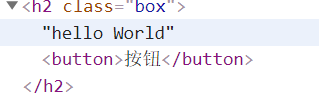 ▼<h2 class="box">
"hello World"
<button>按钮</button>
</h2>